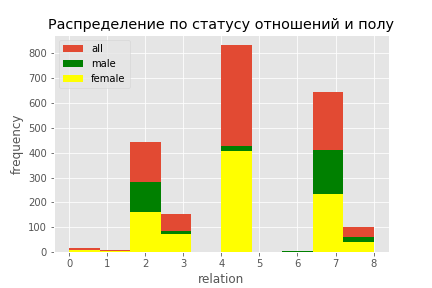 Распределение по статусу отношений и полу
all
male
female
frequency
800
700
600
500
400
300
200
100
0
0 1 2 3 4 5 6 7 8
relation